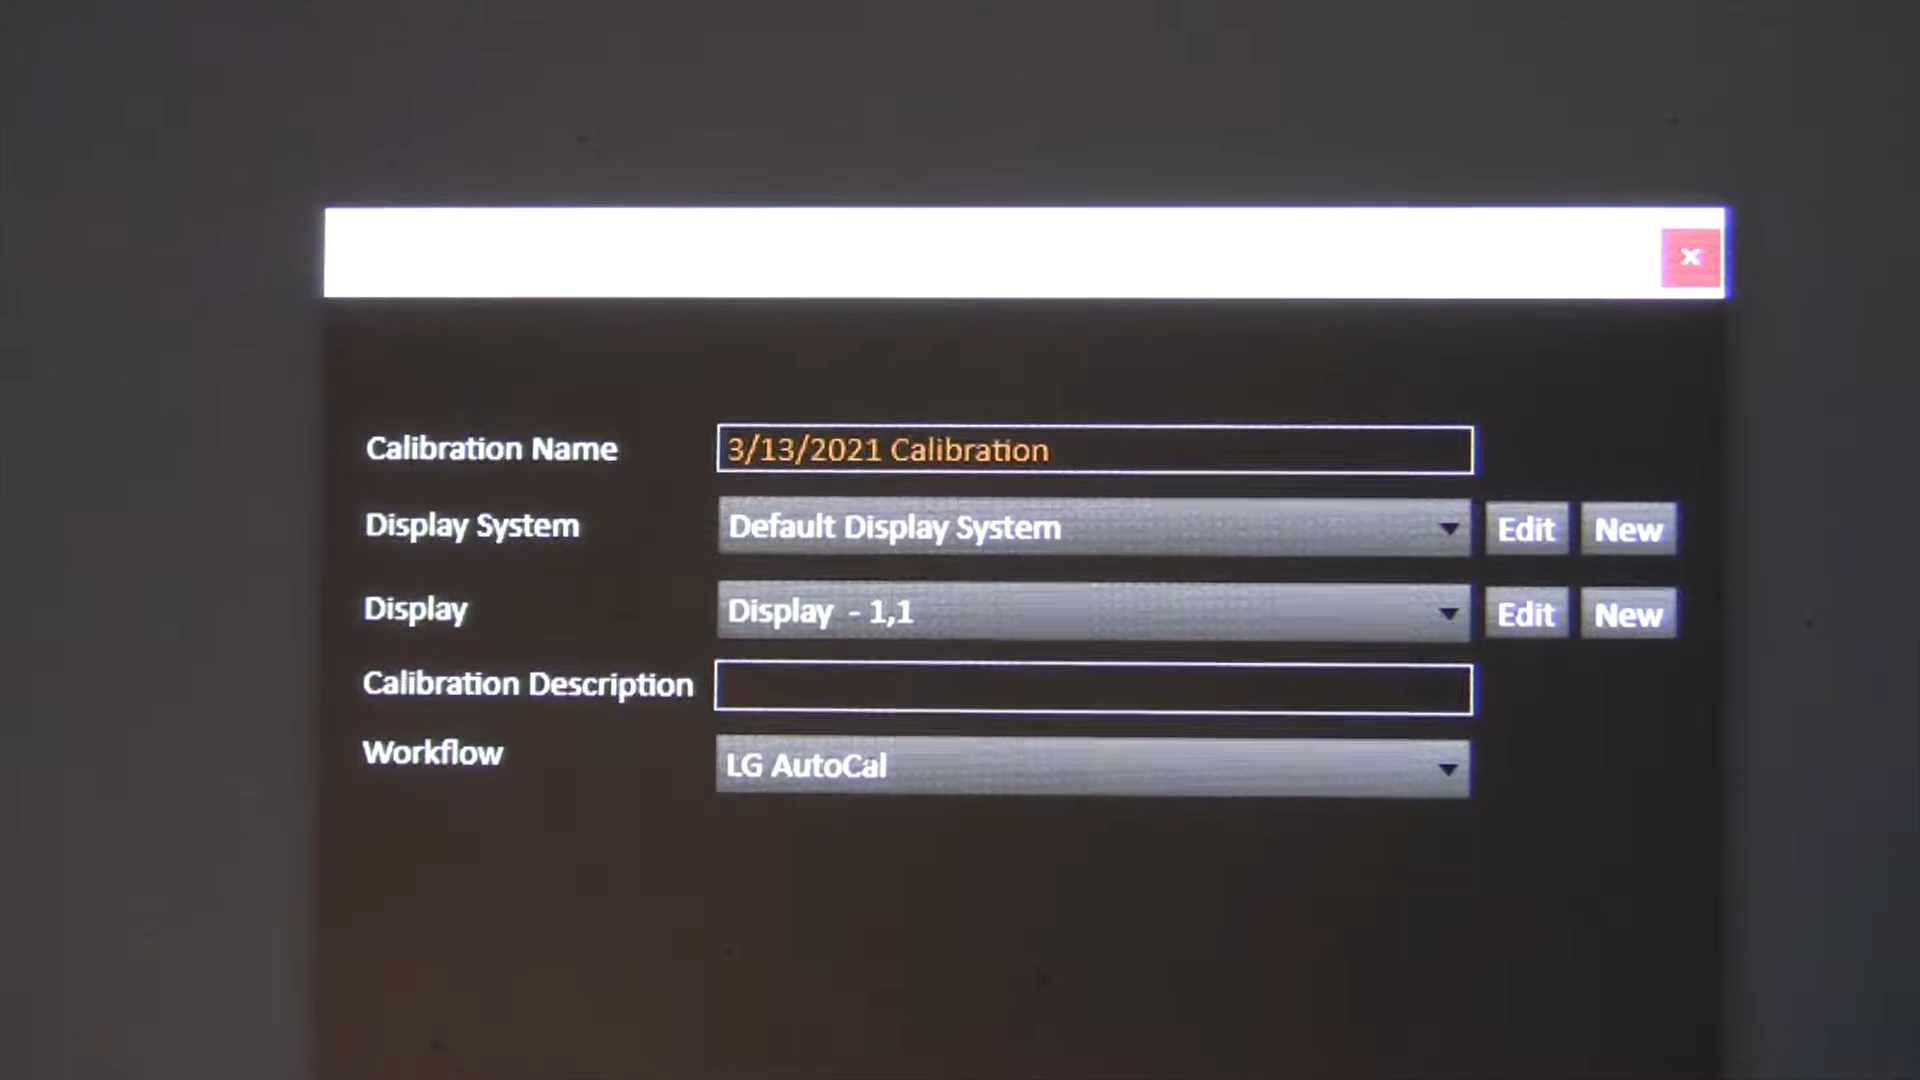 x
Calibration Name 3/13/2021 Calibration
Display System Default Display System Edit New
Display Display - 1,1 Edit New
Calibration Description
Workflow LG AutoCal